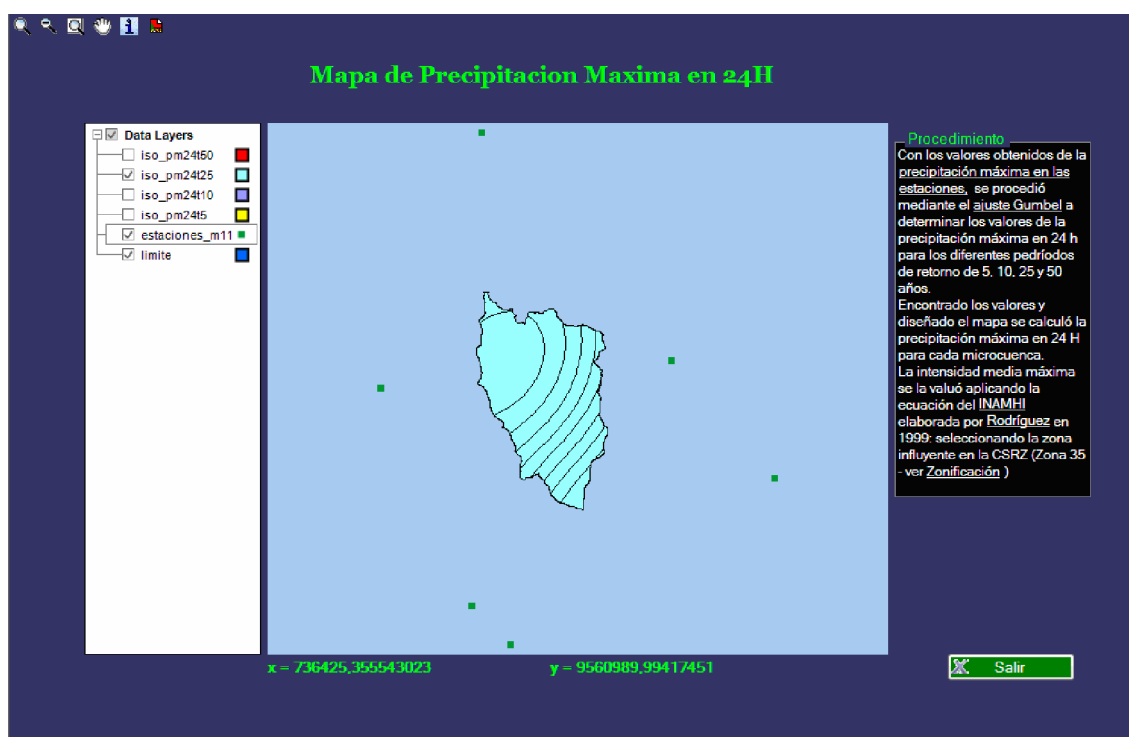 Mapa de Precipitacion Maxima en 24H
Data Layers
iso_pm24t50
iso_pm24t25
iso_pm24t10
iso_pm24t5
estaciones_m11
limite
Procedimiento
Con los valores obtenidos de la
precipitación máxima en las
estaciones, se procedió
mediante el ajuste Gumbel a
determinar los valores de la
precipitación máxima en 24 h
para los diferentes pedríodos
de retorno de 5, 10, 25 y 50
años.
Encontrado los valores y
diseñado el mapa se calculó la
precipitación máxima en 24 H
para cada microcuenca.
La intensidad media máxima
se la valuó aplicando la
ecuación del INAMHI
elaborada por Rodríguez en
1999: seleccionando la zona
influyente en la CSRZ (Zona 35
- ver Zonificación )
x = 736425,355543023
y = 9560989,99417451
Salir